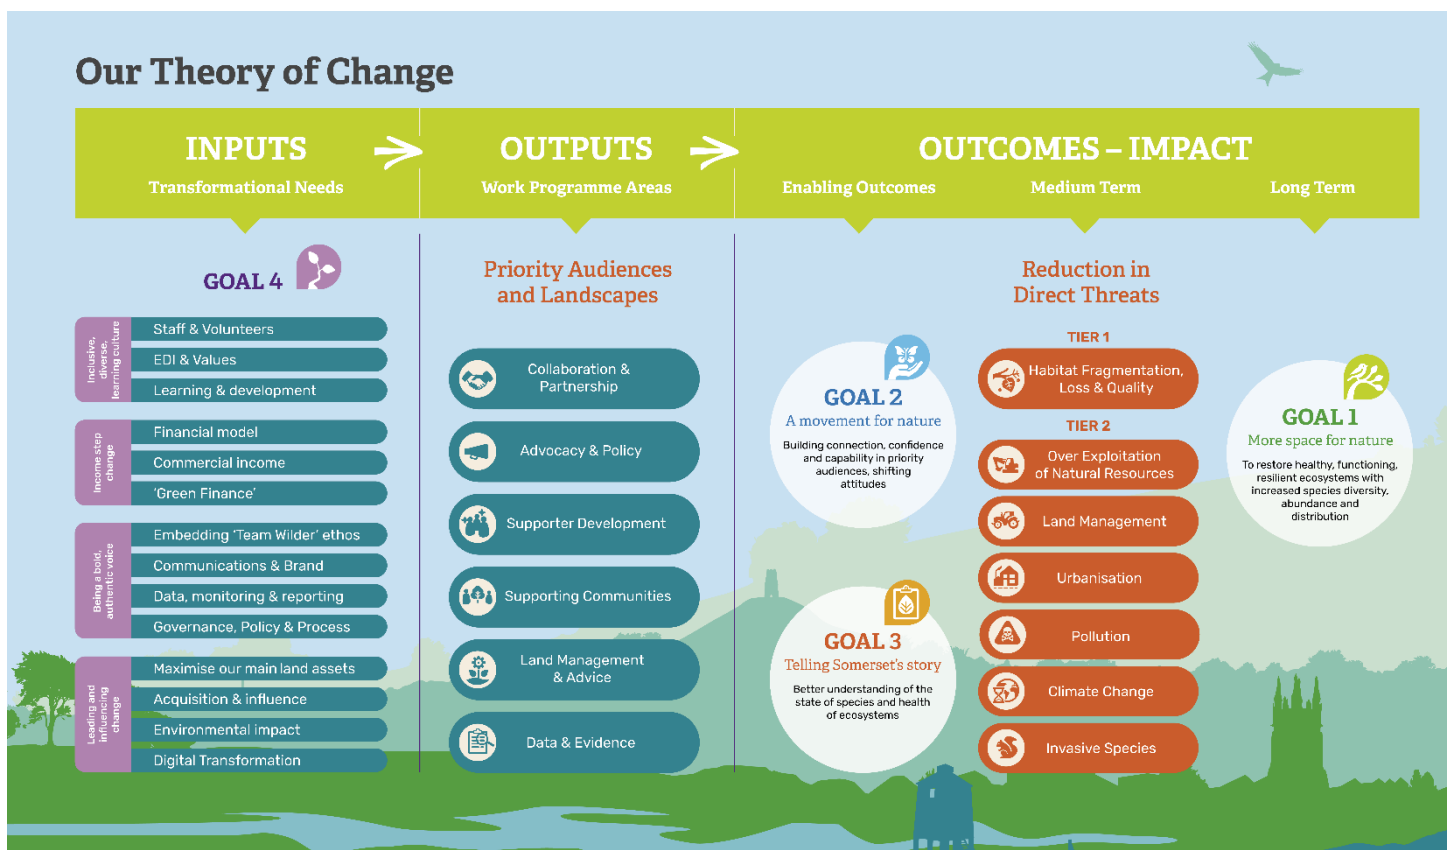 Our Theory of Change
INPUTS
Transformational Needs
OUTPUTS
Work Programme Areas
OUTCOMES – IMPACT
Enabling Outcomes
Medium Term
Long Term
GOAL 4
Inclusive,
diverse,
learning culture
Staff & Volunteers
EDI & Values
Learning & development
Income step
change
Financial model
Commercial income
‘Green Finance’
Being a bold,
authentic voice
Embedding ‘Team Wilder’ ethos
Communications & Brand
Data, monitoring & reporting
Governance, Policy & Process
Leading and
influencing
change
Maximise our main land assets
Acquisition & influence
Environmental impact
Digital Transformation
Priority Audiences
and Landscapes
Collaboration &
Partnership
Advocacy & Policy
Supporter Development
Supporting Communities
Land Management
& Advice
Data & Evidence
GOAL 2
A movement for nature
Building connection, confidence
and capability in priority
audiences, shifting
attitudes
GOAL 3
Telling Somerset’s story
Better understanding of the
state of species and health
of ecosystems
Reduction in
Direct Threats
TIER 1
Habitat Fragmentation,
Loss & Quality
TIER 2
Over Exploitation
of Natural Resources
Land Management
Urbanisation
Pollution
Climate Change
Invasive Species
GOAL 1
More space for nature
To restore healthy, functioning,
resilient ecosystems with
increased species diversity,
abundance and
distribution